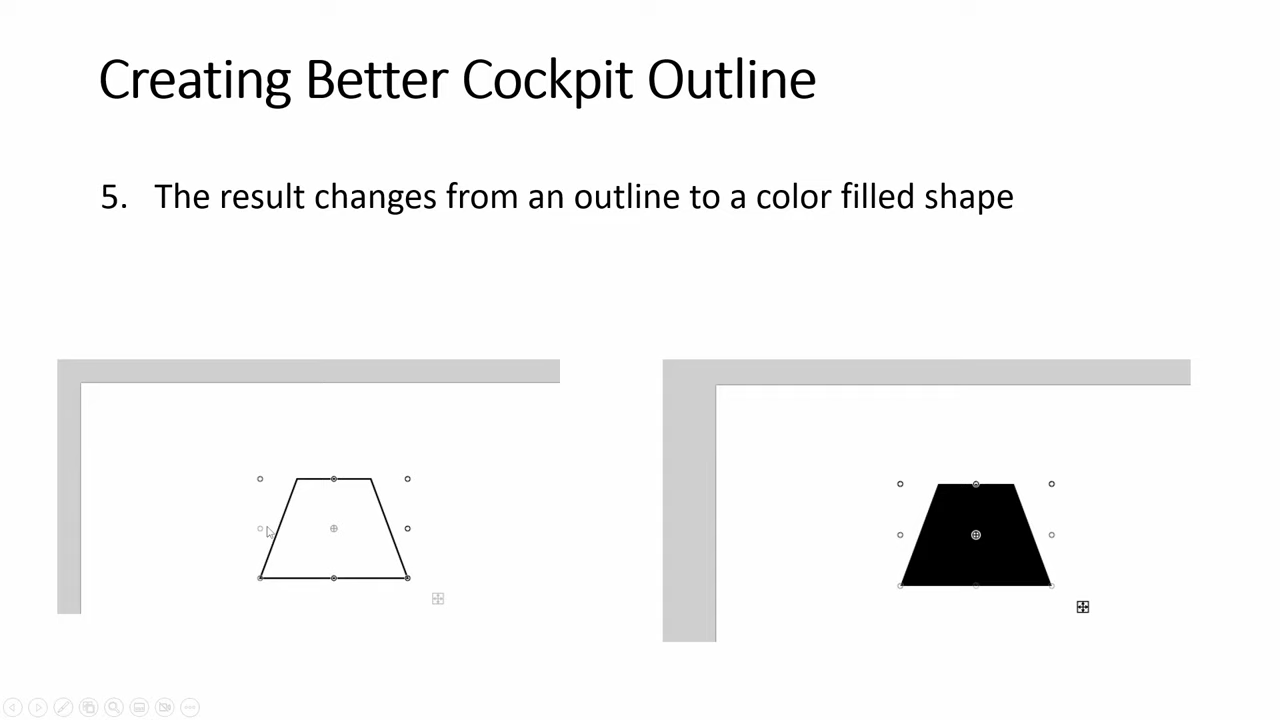 Creating Better Cockpit Outline
5. The result changes from an outline to a color filled shape